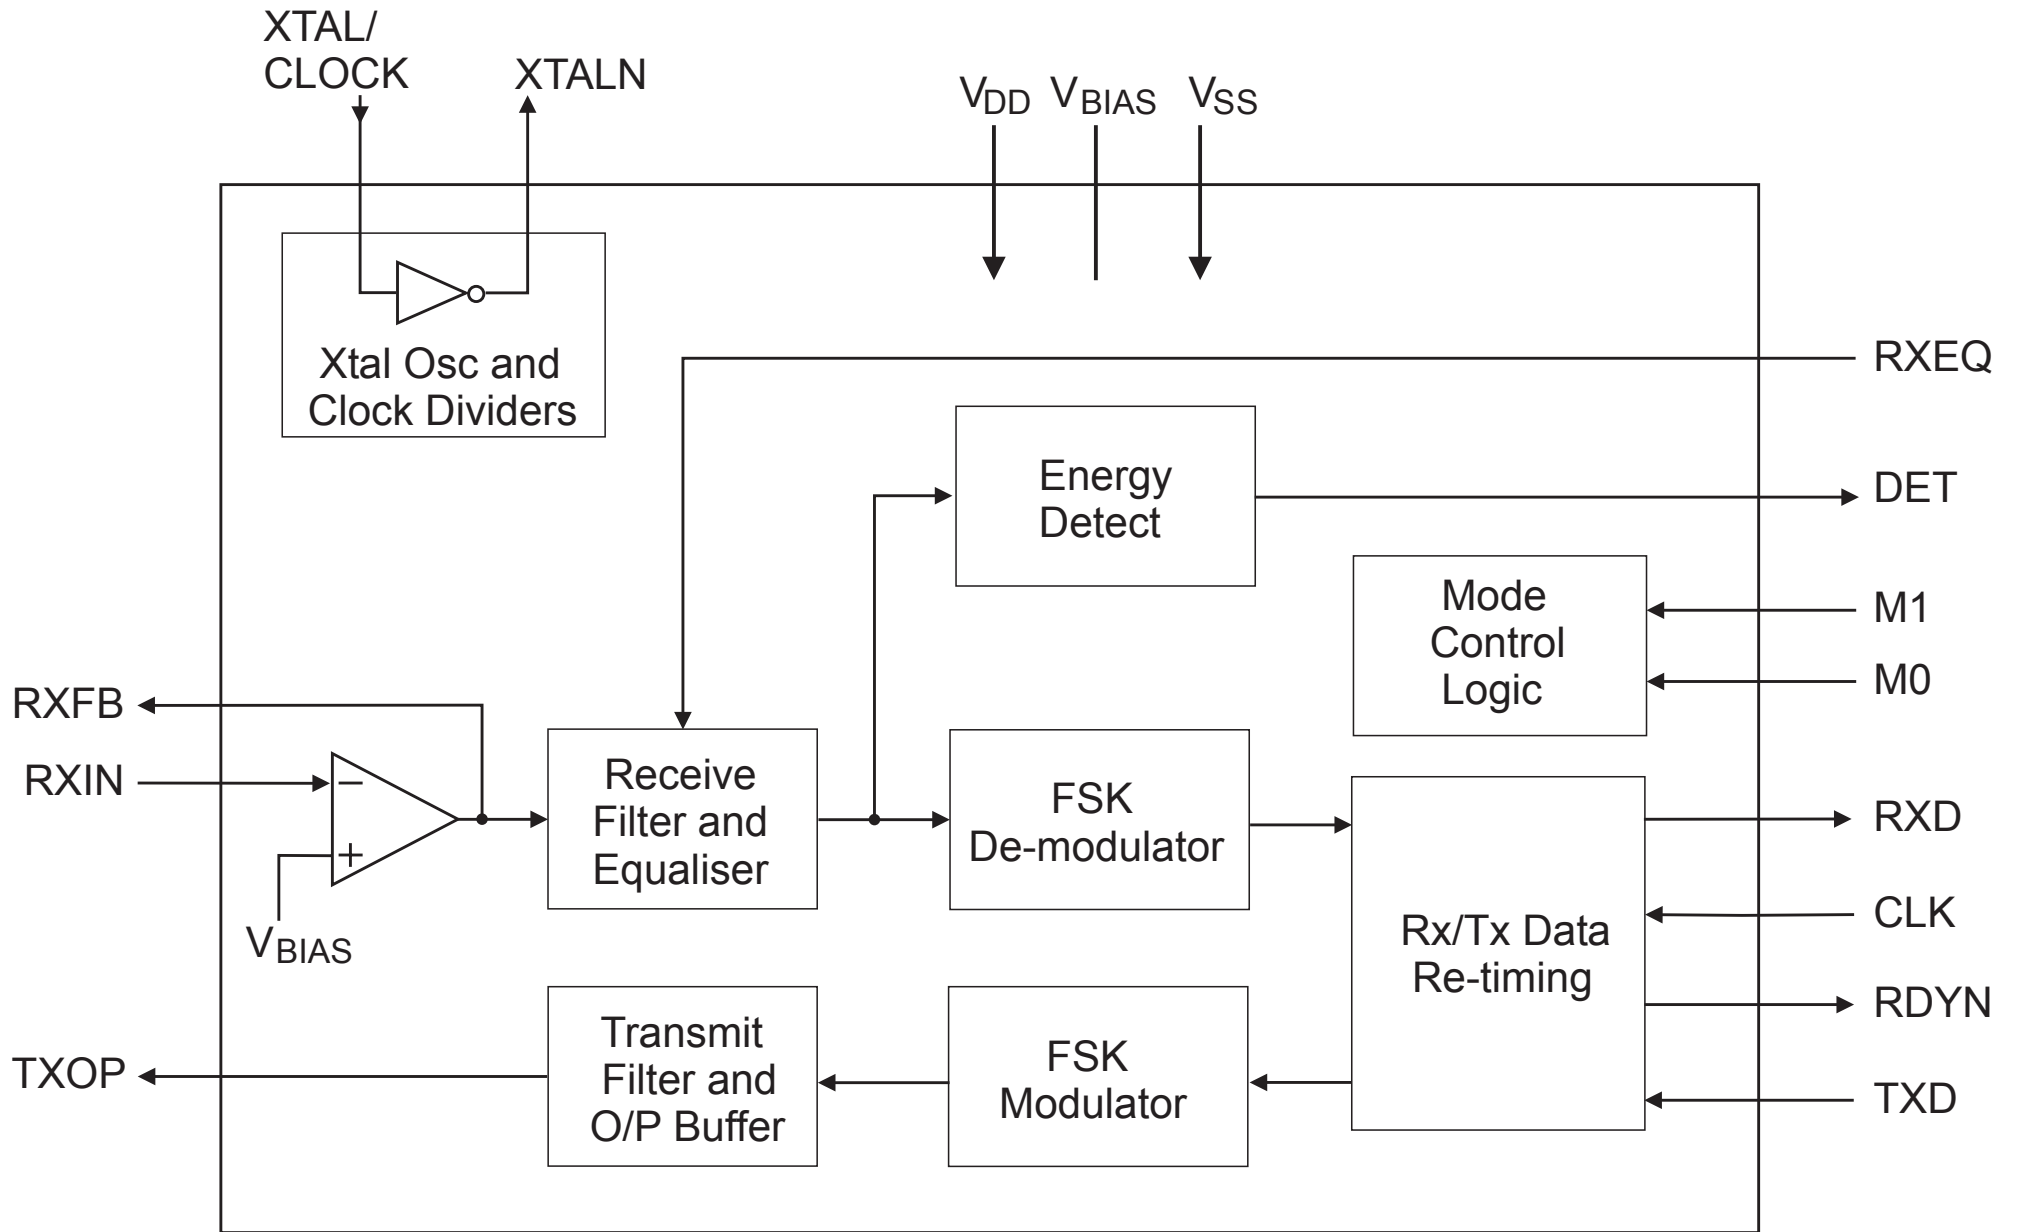 XTAL/
CLOCK
XTALN
VDD
VBIAS
VSS
Xtal Osc and
Clock Dividers
RXEQ
Energy
Detect
DET
Mode
Control
Logic
M1
M0
RXFB
RXIN
−
+
VBIAS
Receive
Filter and
Equaliser
FSK
De-modulator
Rx/Tx Data
Re-timing
RXD
CLK
RDYN
TXD
TXOP
Transmit
Filter and
O/P Buffer
FSK
Modulator